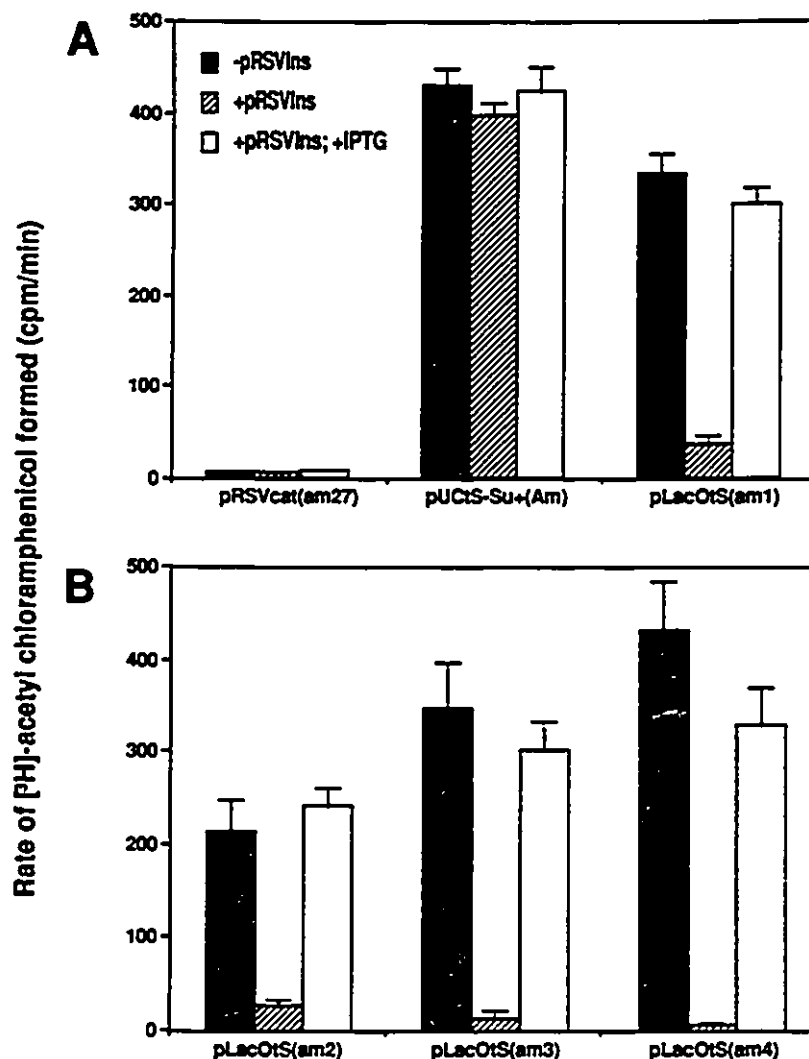 A
500
400
300
200
100
0
-pRSVIns
+pRSVIns
+pRSVIns; +IPTG
pRSVcat(am27)
pUCtS-Su+(Am)
pLacOtS(am1)
Rate of [³H]-acetyl chloramphenicol formed (cpm/min)
B
500
400
300
200
100
0
pLacOtS(am2)
pLacOtS(am3)
pLacOtS(am4)